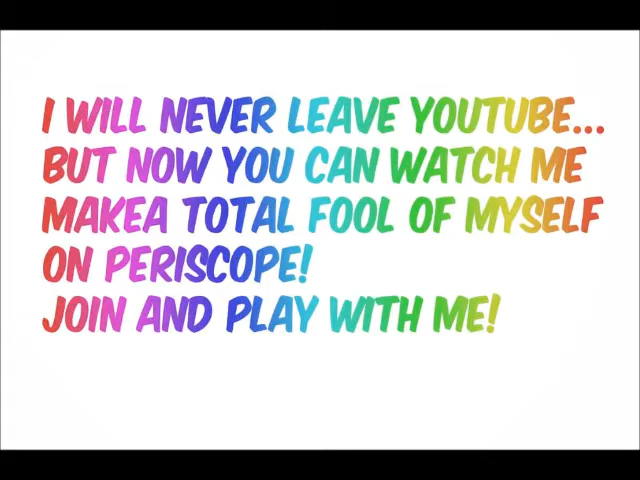 I WILL NEVER LEAVE YOUTUBE...
BUT NOW YOU CAN WATCH ME
MAKEA TOTAL FOOL OF MYSELF
ON PERISCOPE!
JOIN AND PLAY WITH ME!